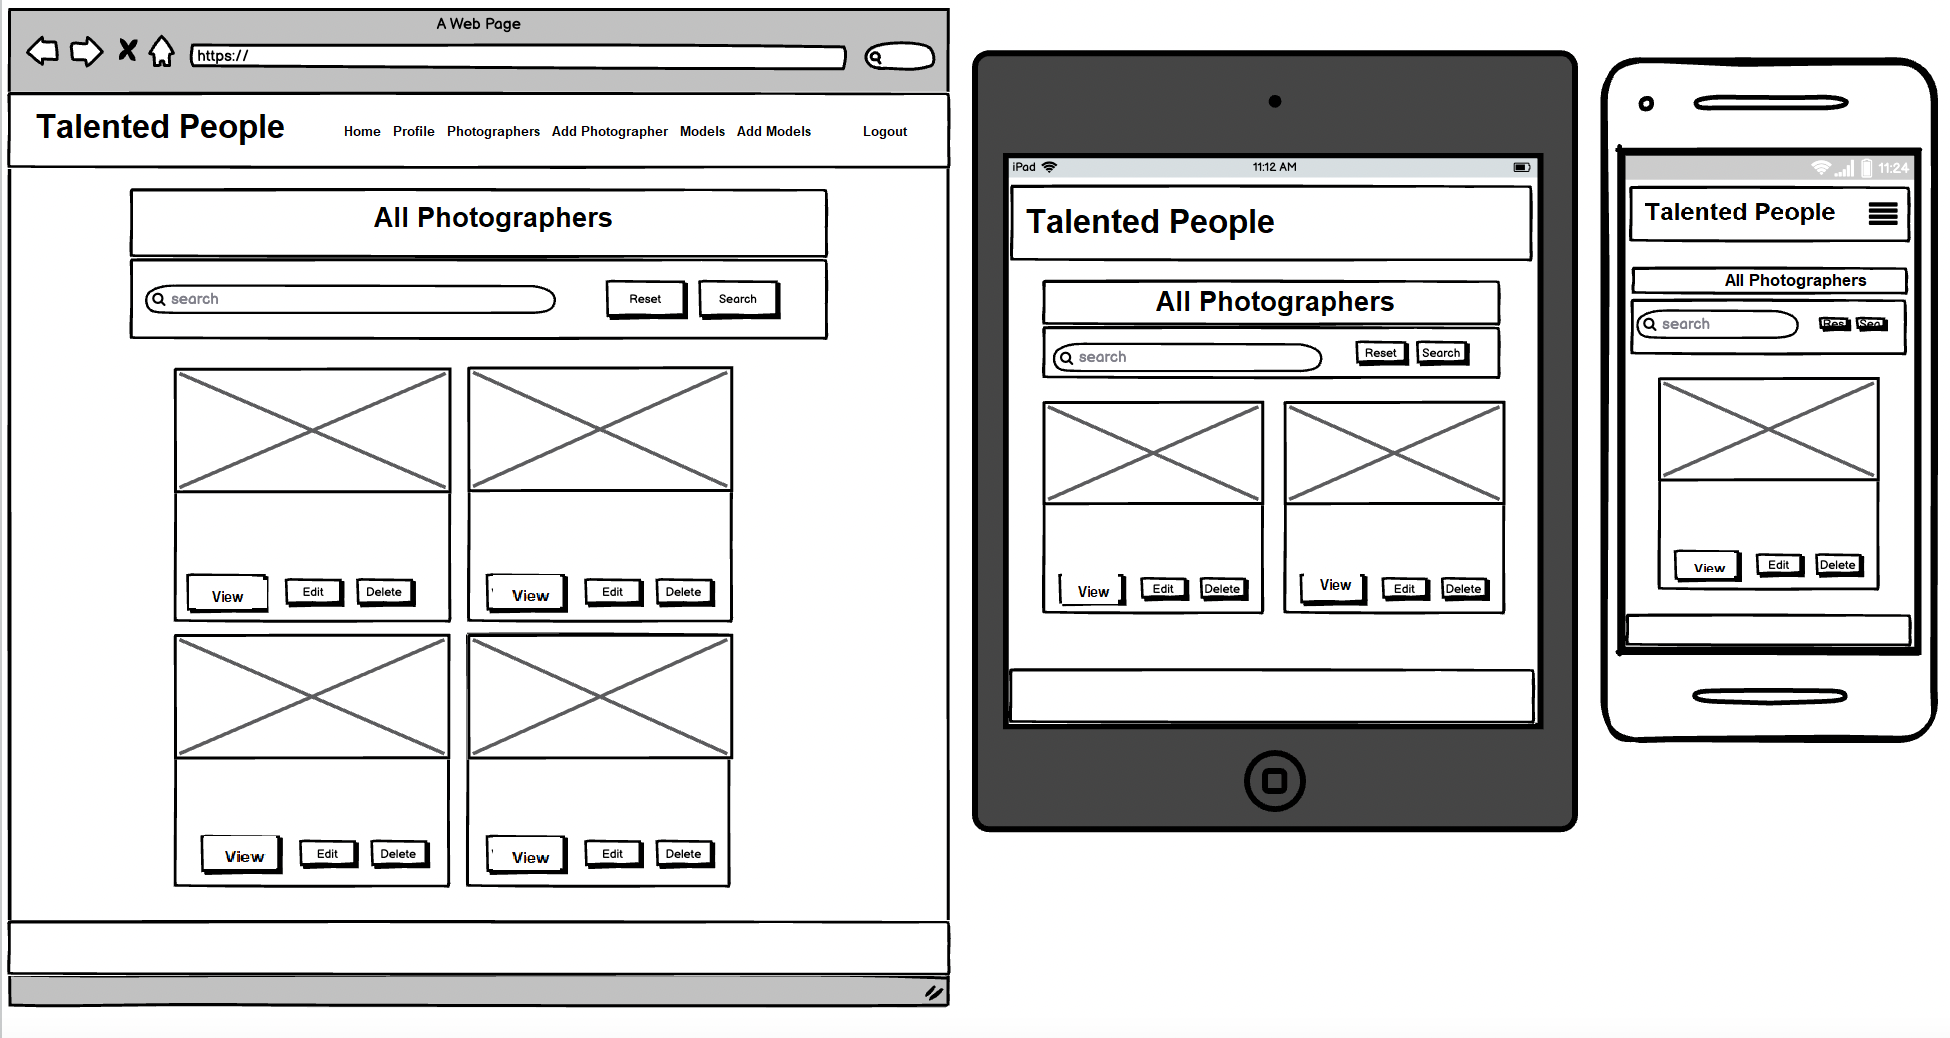 A Web Page
https://
Talented People Home Profile Photographers Add Photographer Models Add Models Logout
All Photographers
search Reset Search
View Edit Delete View Edit Delete
View Edit Delete View Edit Delete
iPad 11:12 AM
Talented People
All Photographers
search Reset Search
View Edit Delete View Edit Delete
11:24
Talented People
All Photographers
search Res Sea
View Edit Delete